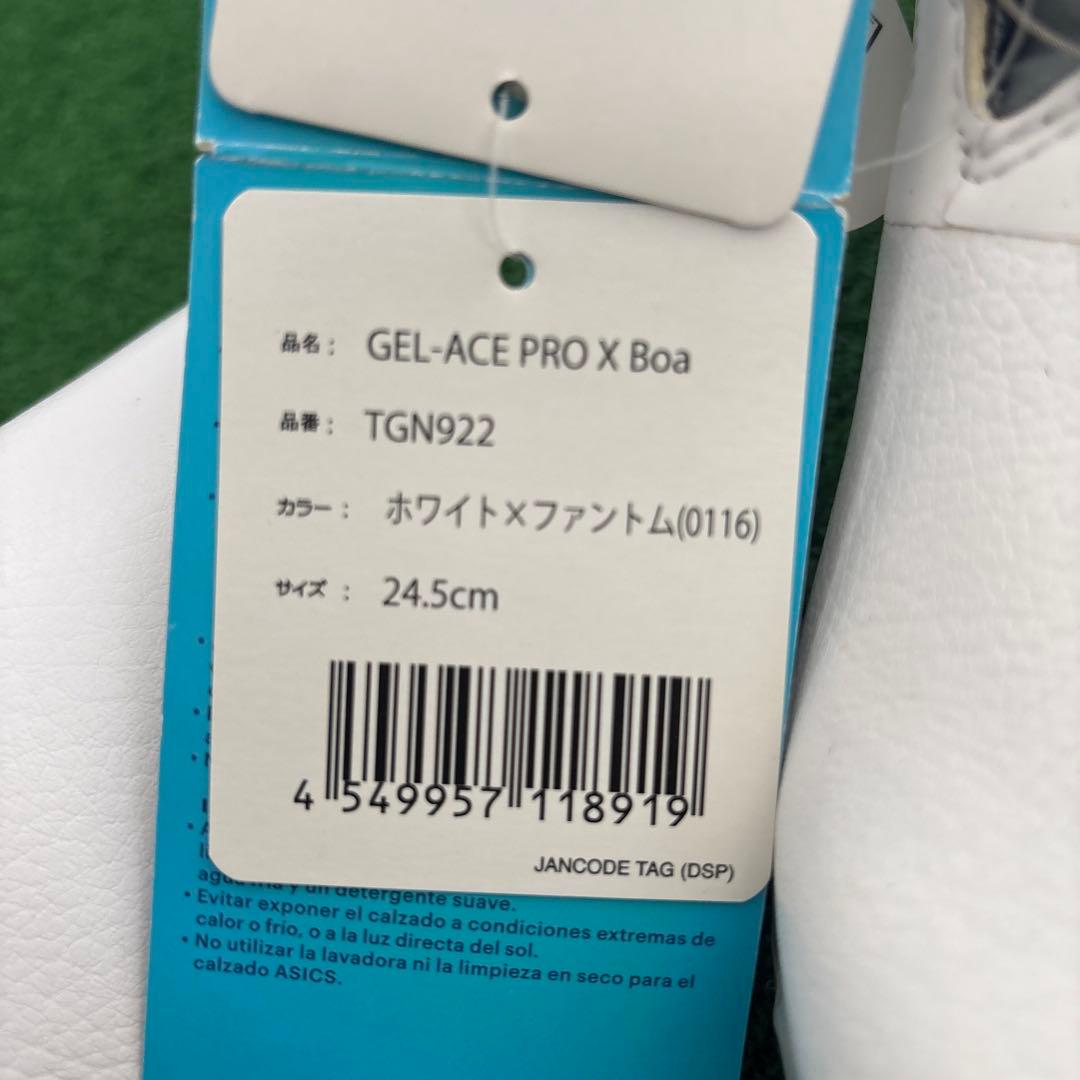 品名： GEL-ACE PRO X Boa
品番： TGN922
カラー： ホワイト×ファントム(0116)
サイズ： 24.5cm
4 549957 118919
JANCODE TAG (DSP)
y un detergente suave.
• Evitar exponer el calzado a condiciones extremas de
calor o frío, o a la luz directa del sol.
• No utilizar la lavadora ni la limpieza en seco para el
calzado ASICS.